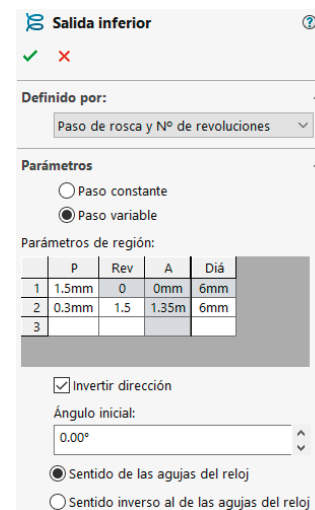 Salida inferior
Definido por:
Paso de rosca y Nº de revoluciones
Parámetros
Paso constante
Paso variable
Parámetros de región:
P Rev A Diá
1 1.5mm 0 0mm 6mm
2 0.3mm 1.5 1.35m 6mm
3
Invertir dirección
Ángulo inicial:
0.00°
Sentido de las agujas del reloj
Sentido inverso al de las agujas del reloj